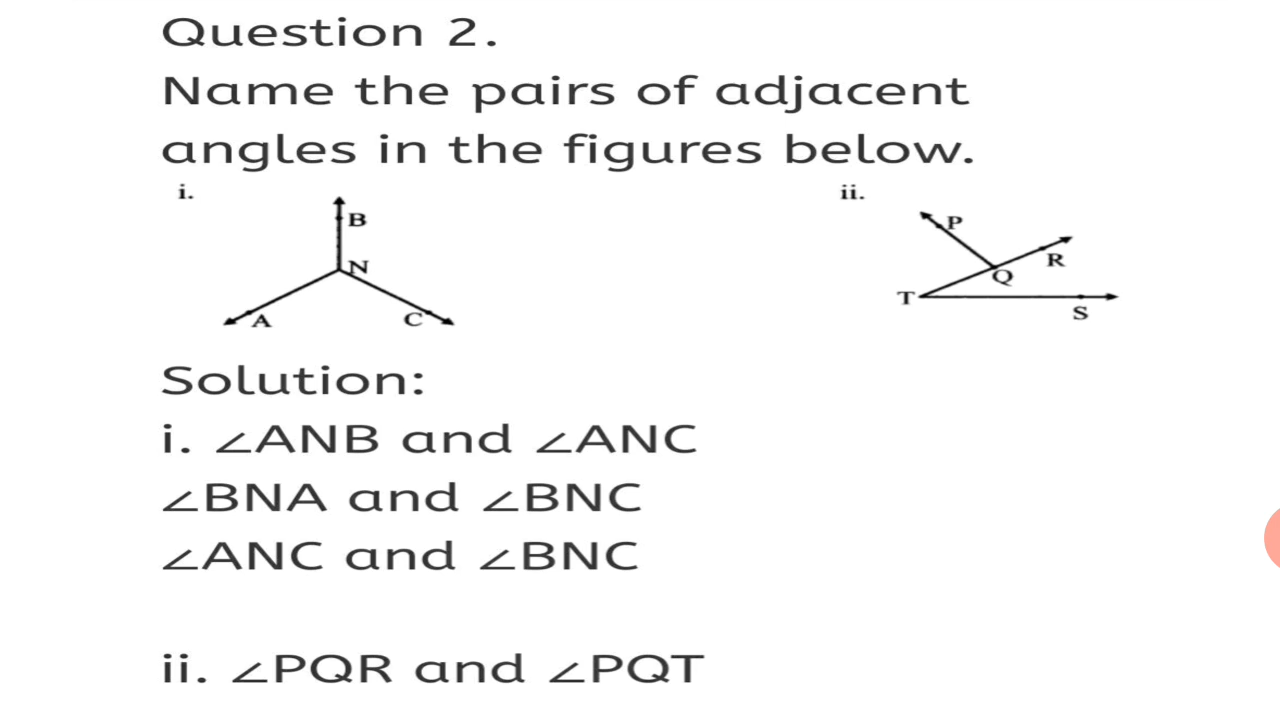 Question 2.
Name the pairs of adjacent
angles in the figures below.
i.
B
N
A
C
ii.
P
R
Q
T
S
Solution:
i. ∠ANB and ∠ANC
∠BNA and ∠BNC
∠ANC and ∠BNC
ii. ∠PQR and ∠PQT